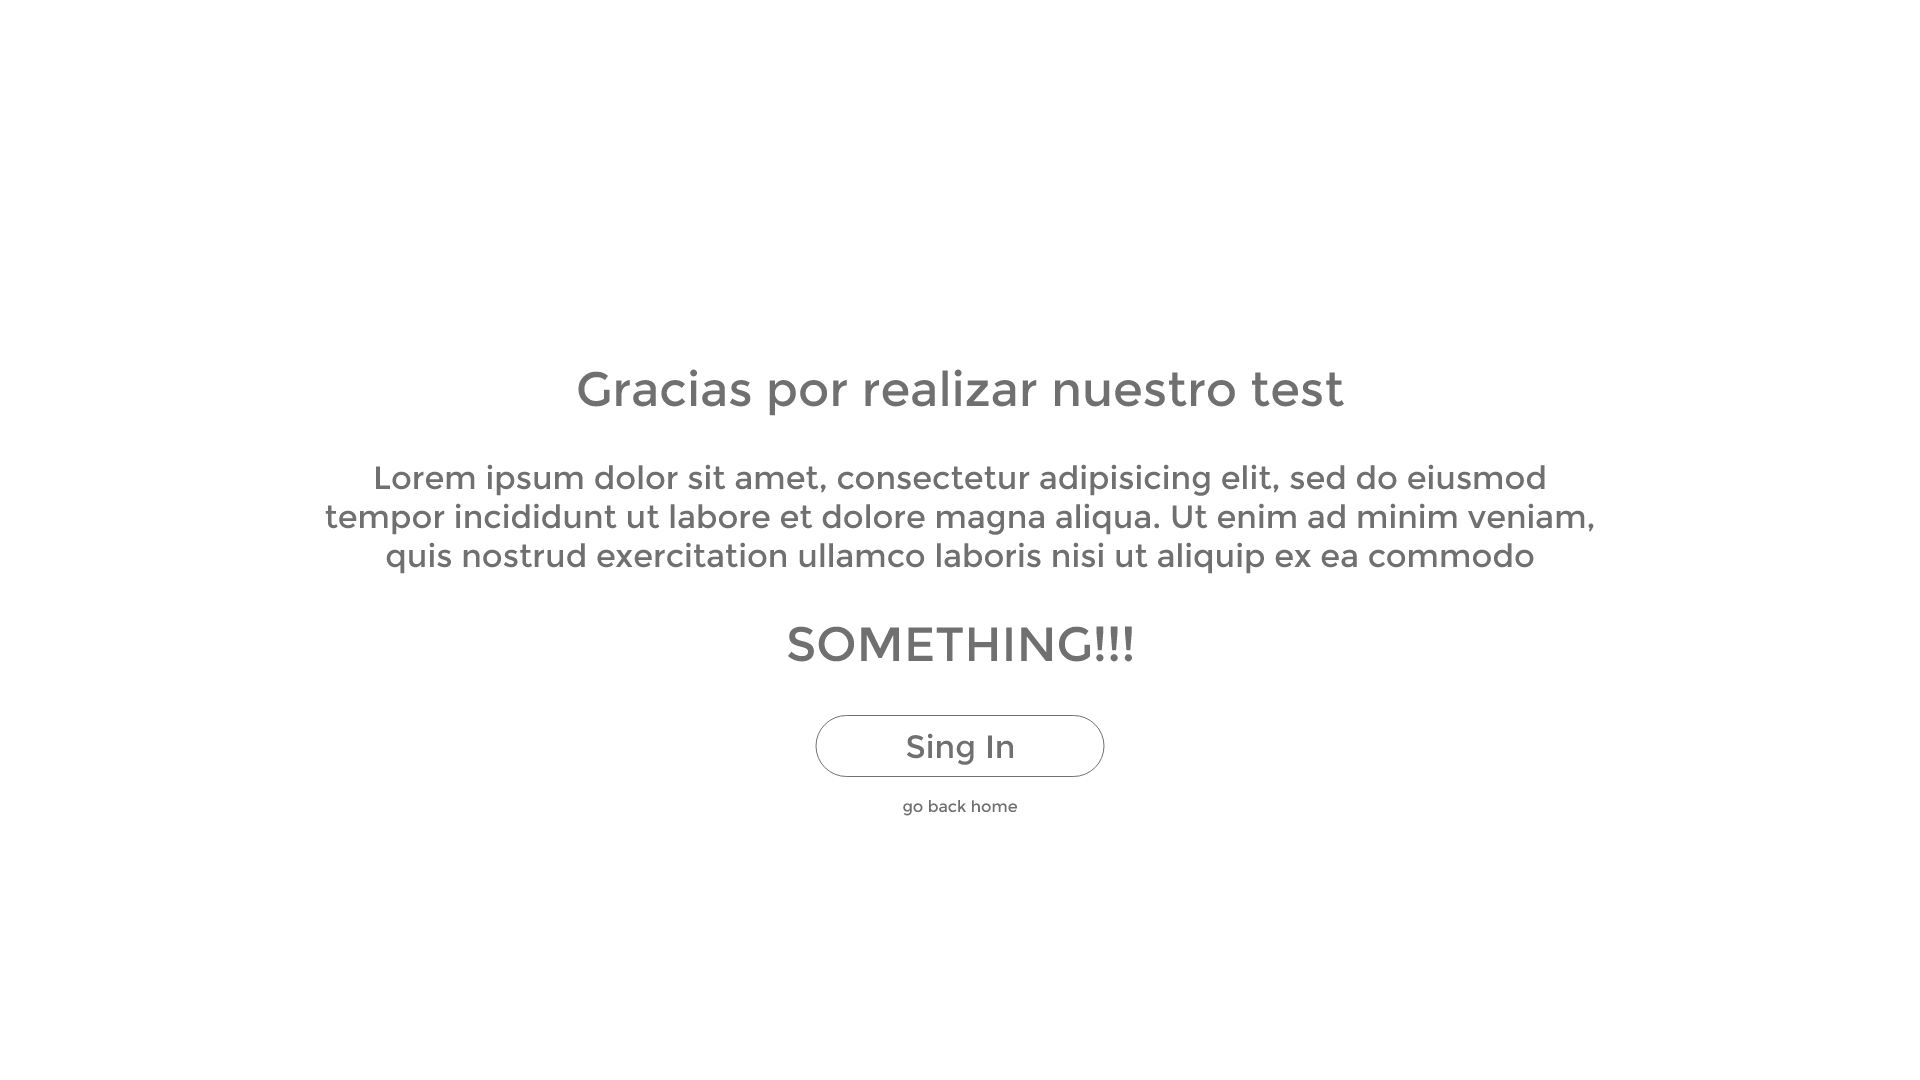 Gracias por realizar nuestro test
Lorem ipsum dolor sit amet, consectetur adipisicing elit, sed do eiusmod
tempor incididunt ut labore et dolore magna aliqua. Ut enim ad minim veniam,
quis nostrud exercitation ullamco laboris nisi ut aliquip ex ea commodo
SOMETHING!!!
Sing In
go back home